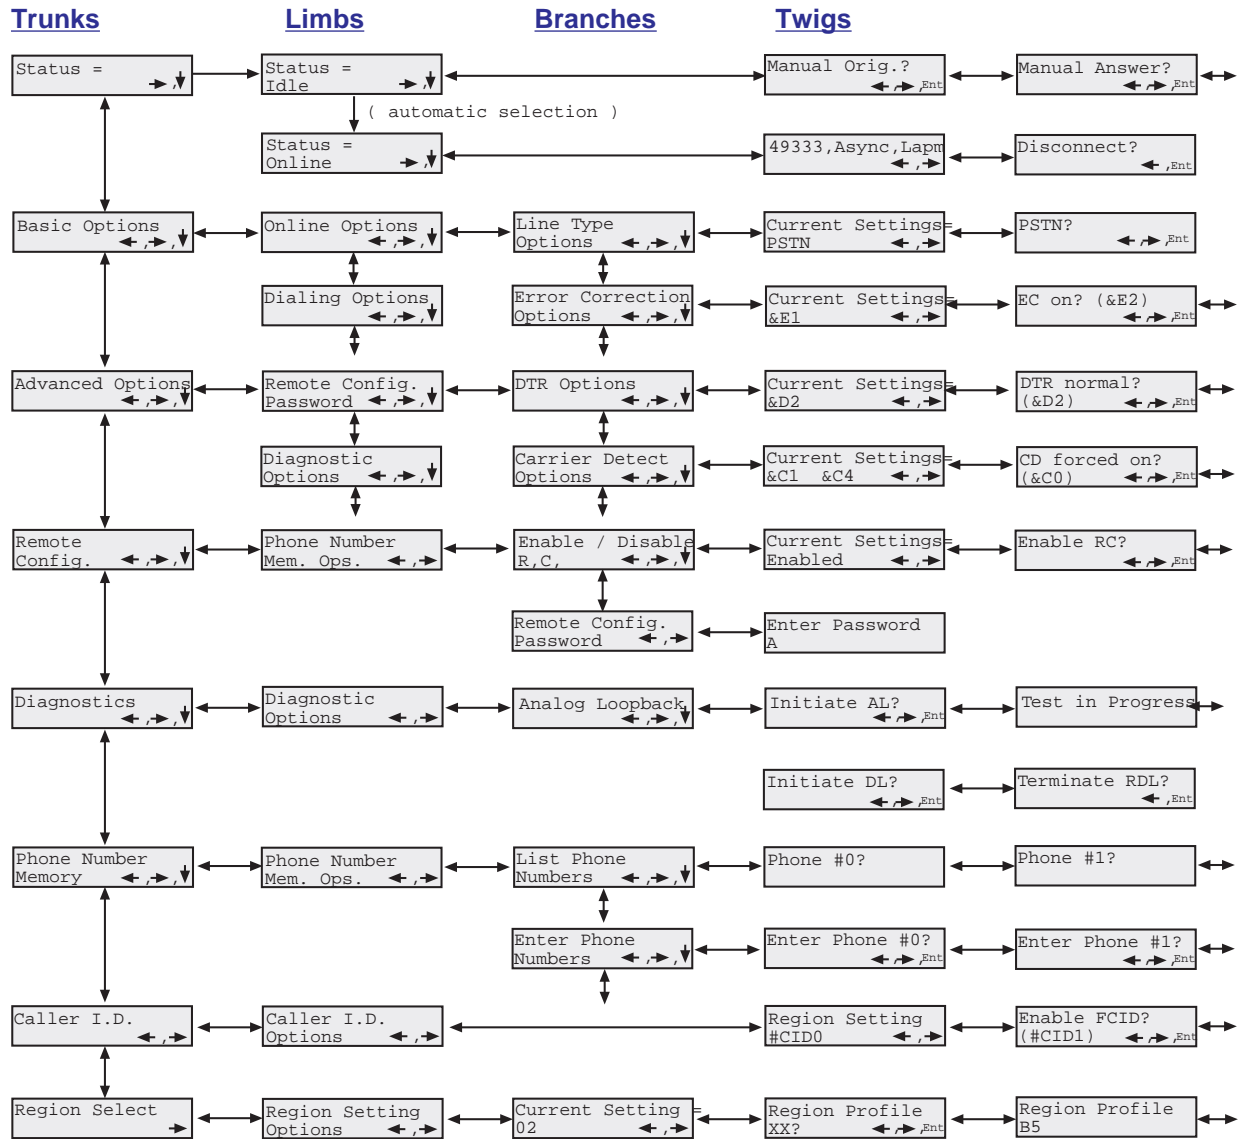 Trunks Limbs Branches Twigs
Status =
Status =
Idle
Manual Orig.?
,Ent
Manual Answer?
,Ent
( automatic selection )
Status =
Online
49333,Async,Lapm
Disconnect?
,Ent
Basic Options
Online Options
Line Type
Options
Current Settings=
PSTN
PSTN?
,Ent
Dialing Options
Error Correction
Options
Current Settings=
&E1
EC on? (&E2)
,Ent
Advanced Options
Remote Config.
Password
DTR Options
Current Settings=
&D2
DTR normal?
(&D2) ,Ent
Diagnostic
Options
Carrier Detect
Options
Current Settings=
&C1 &C4
CD forced on?
(&C0) ,Ent
Remote
Config.
Phone Number
Mem. Ops.
Enable / Disable
R,C,
Current Settings=
Enabled
Enable RC?
,Ent
Remote Config.
Password
Enter Password
A
Diagnostics
Diagnostic
Options
Analog Loopback
Initiate AL?
,Ent
Test in Progress
Initiate DL?
,Ent
Terminate RDL?
,Ent
Phone Number
Memory
Phone Number
Mem. Ops.
List Phone
Numbers
Phone #0?
Phone #1?
Enter Phone
Numbers
Enter Phone #0?
,Ent
Enter Phone #1?
,Ent
Caller I.D.
Caller I.D.
Options
Region Setting
#CID0
Enable FCID?
(#CID1) ,Ent
Region Select
Region Setting
Options
Current Setting =
02
Region Profile
XX? ,Ent
Region Profile
B5